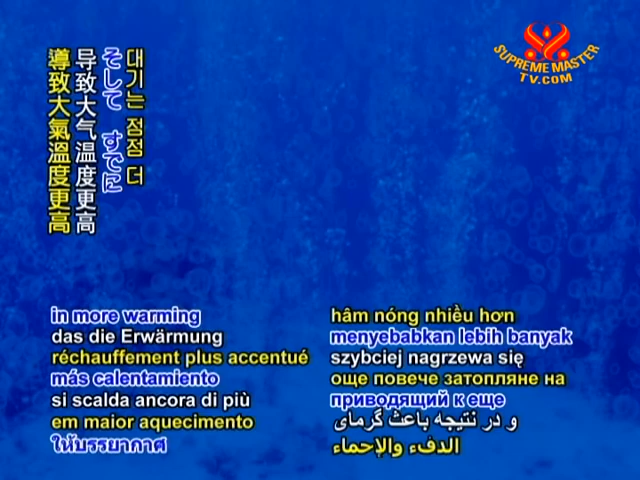 SUPREME MASTER
TV.COM
대기는 점점 더
そして すでに
导致大气温度更高
導致大氣溫度更高
in more warming
das die Erwärmung
réchauffement plus accentué
más calentamiento
si scalda ancora di più
em maior aquecimento
ให้บรรยากาศ
hâm nóng nhiều hơn
menyebabkan lebih banyak
szybciej nagrzewa się
още повече затопляне на
приводящий к еще
و در نتیجه باعث گرمای
الدفء والإحماء